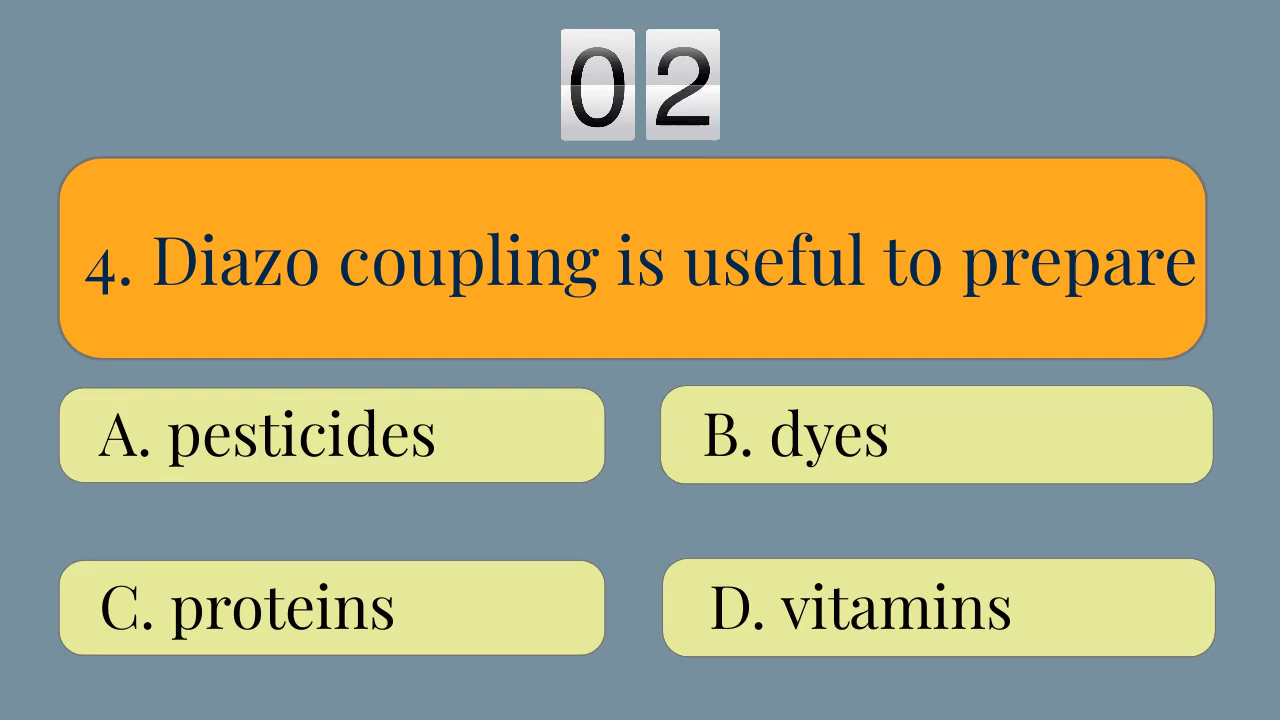 02
4. Diazo coupling is useful to prepare
A. pesticides
B. dyes
C. proteins
D. vitamins